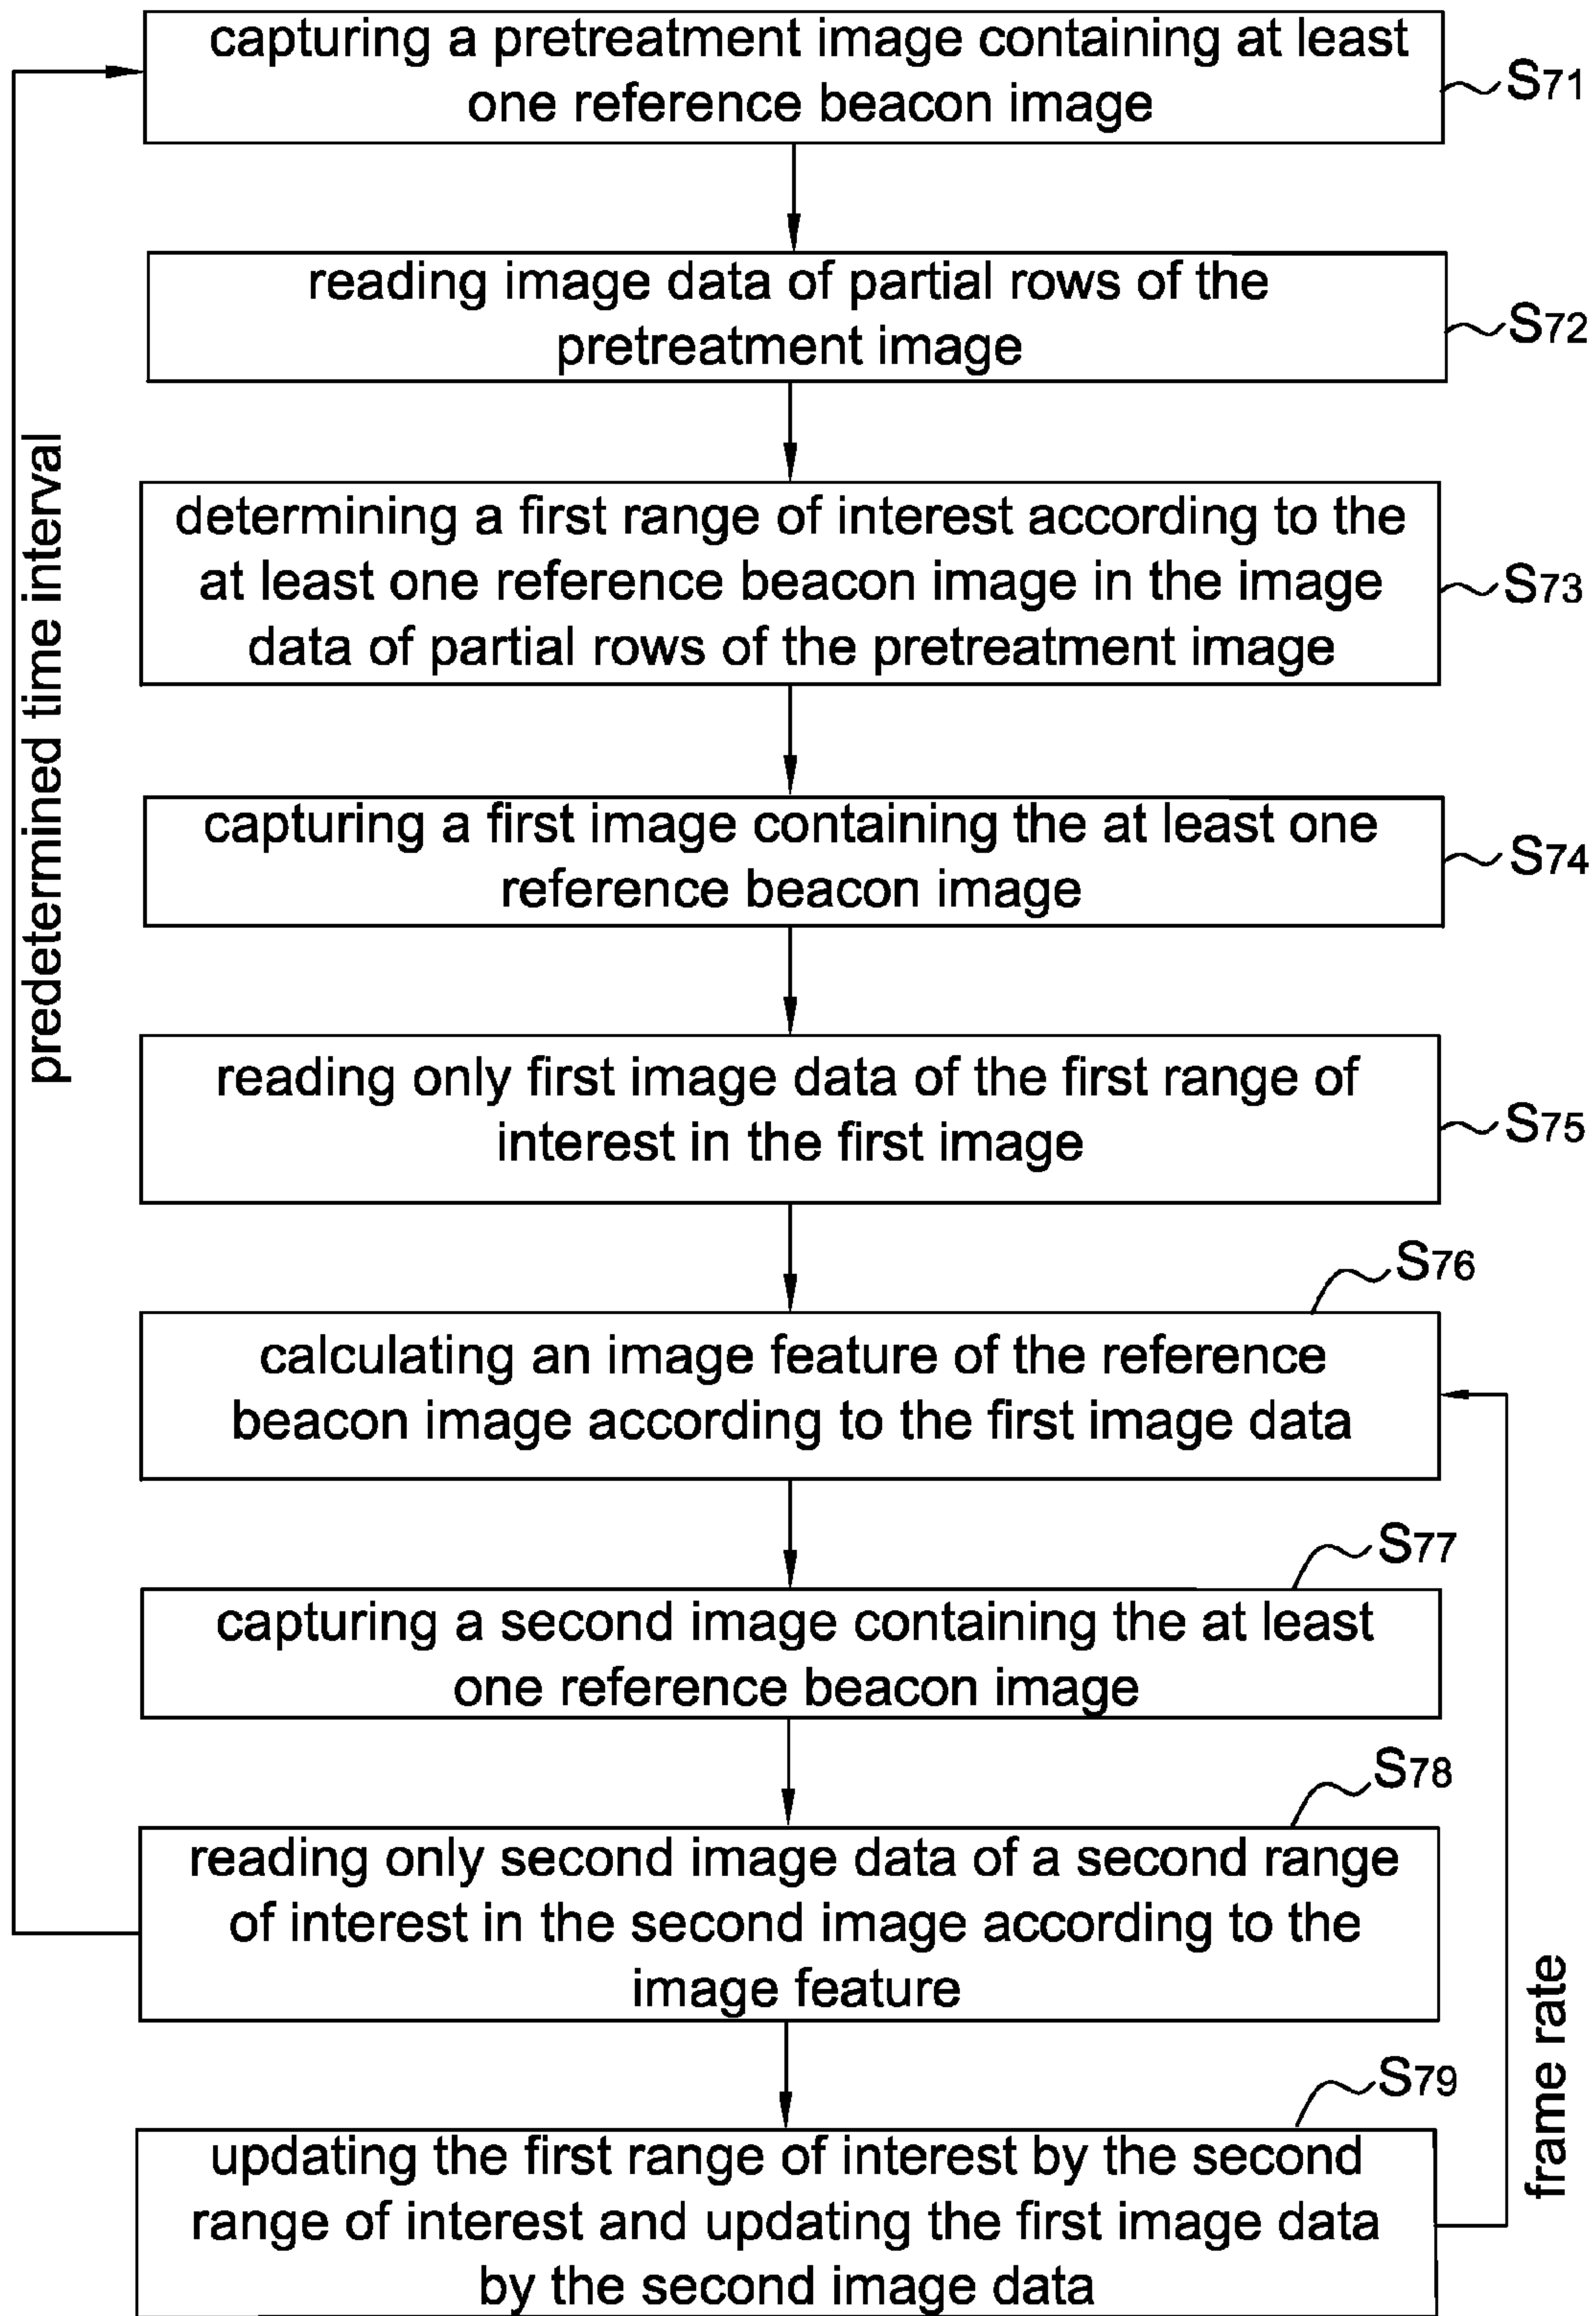 capturing a pretreatment image containing at least
one reference beacon image
S71
reading image data of partial rows of the
pretreatment image
S72
determining a first range of interest according to the
at least one reference beacon image in the image
data of partial rows of the pretreatment image
S73
capturing a first image containing the at least one
reference beacon image
S74
reading only first image data of the first range of
interest in the first image
S75
S76
calculating an image feature of the reference
beacon image according to the first image data
S77
capturing a second image containing the at least
one reference beacon image
S78
reading only second image data of a second range
of interest in the second image according to the
image feature
S79
updating the first range of interest by the second
range of interest and updating the first image data
by the second image data
predetermined time interval
frame rate